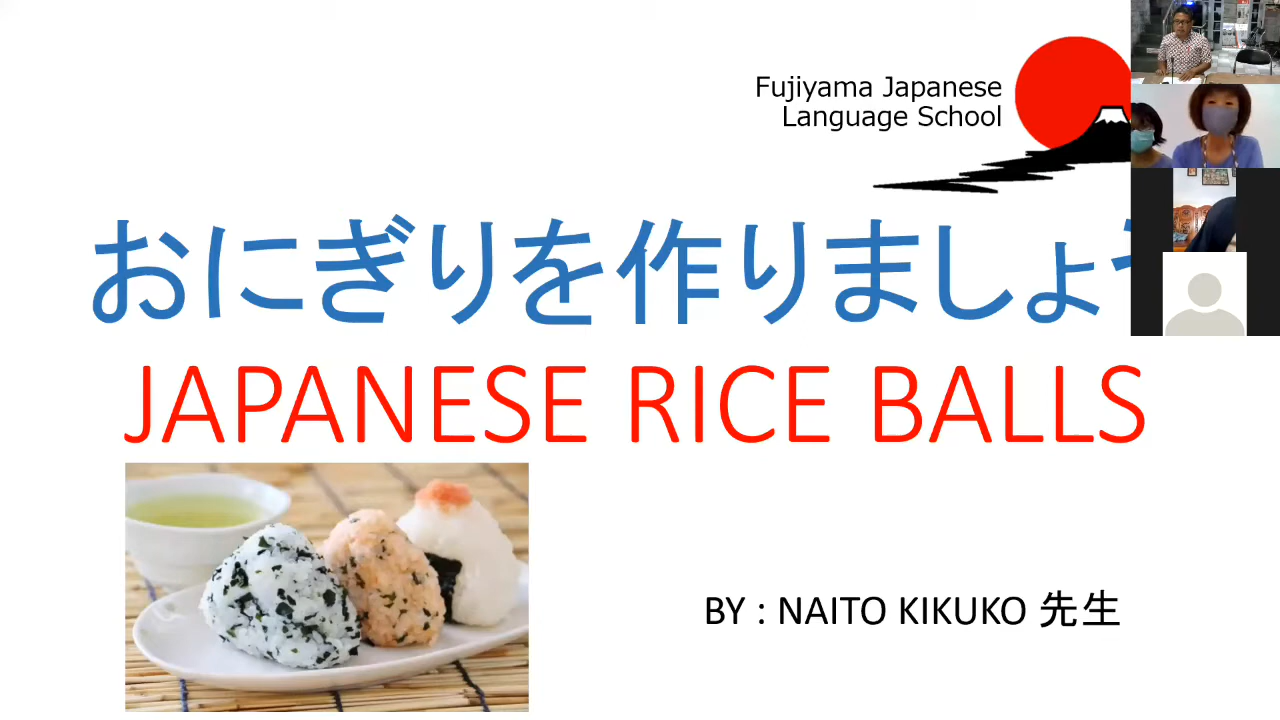 Fujiyama Japanese
Language School
おにぎりを作りましょう
JAPANESE RICE BALLS
BY : NAITO KIKUKO 先生